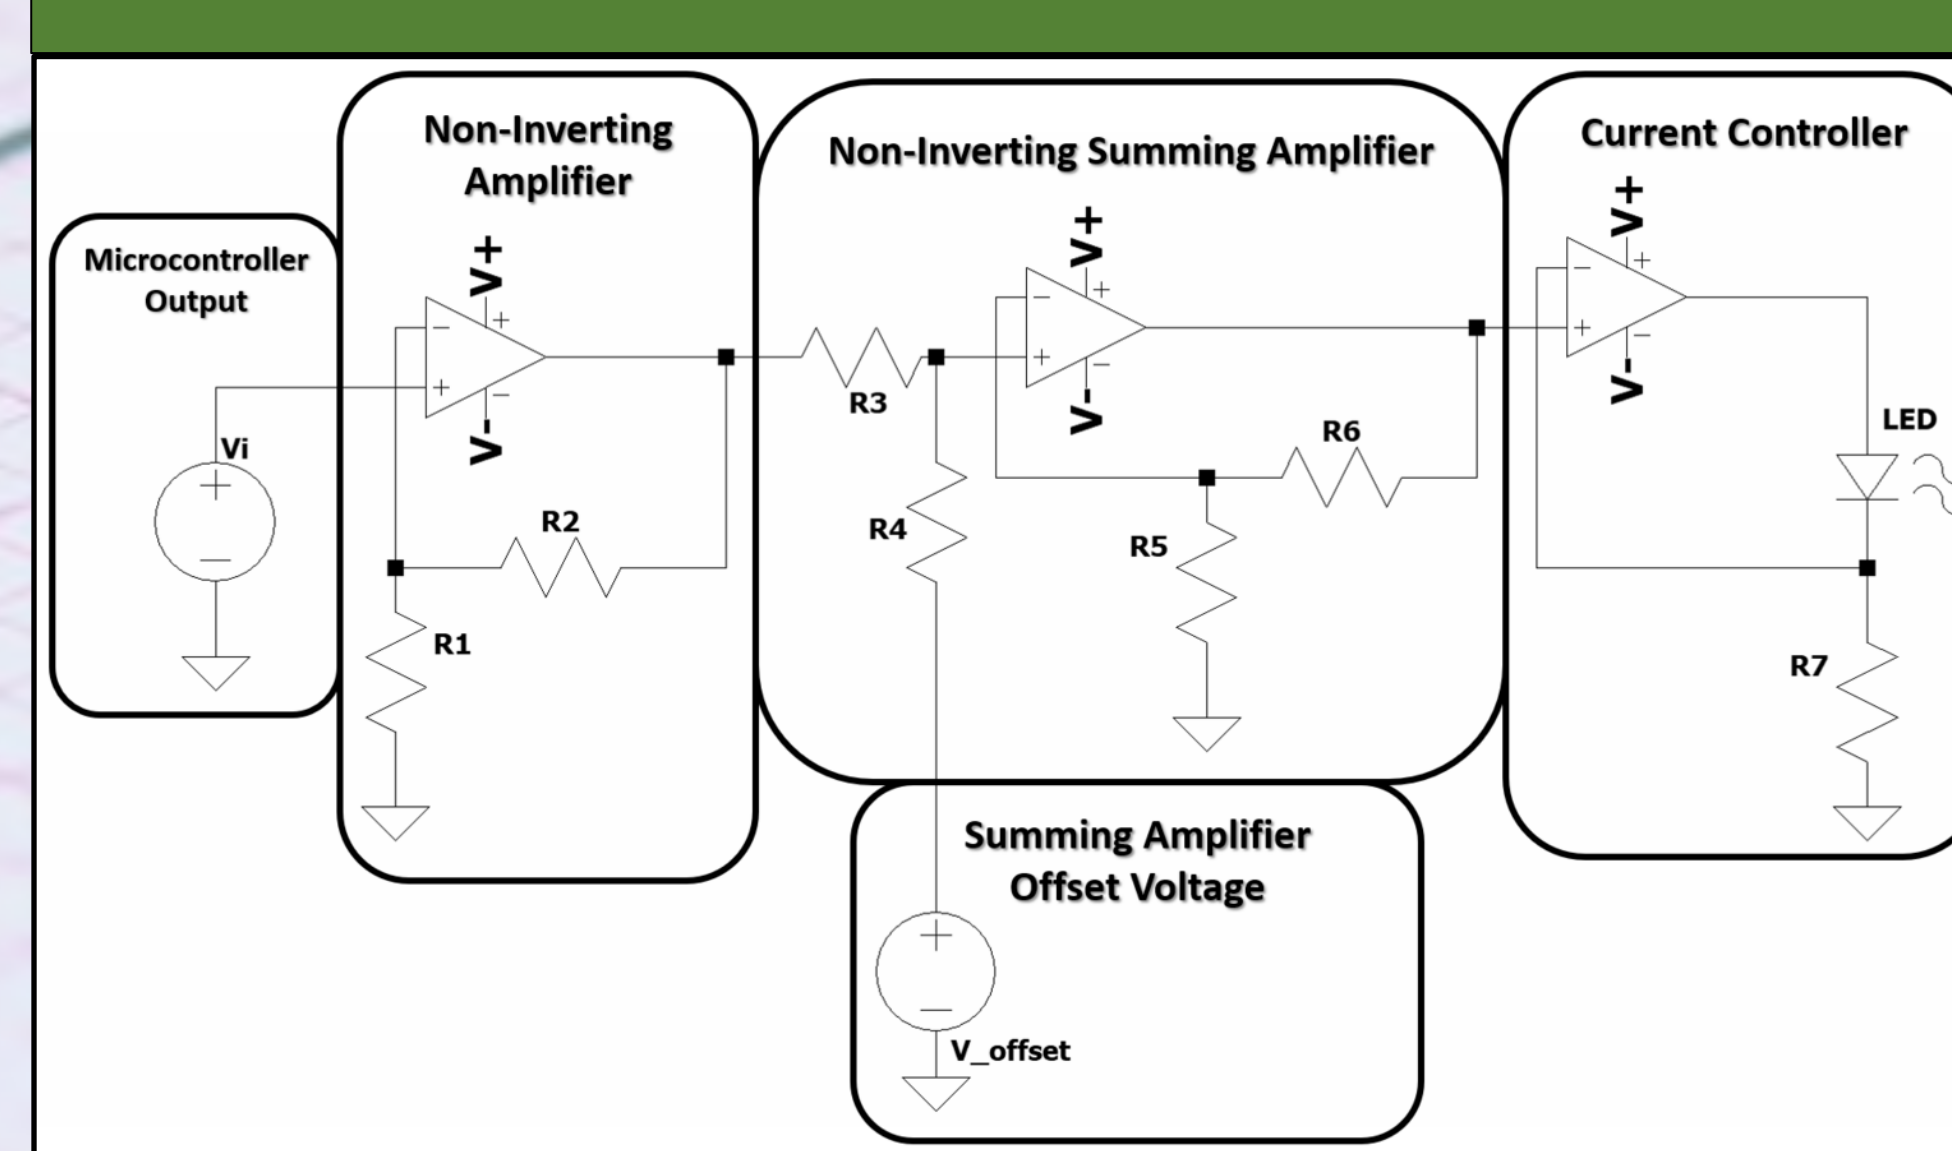 Microcontroller
Output
Vi
Non-Inverting
Amplifier
V+
V-
R2
R1
Non-Inverting Summing Amplifier
V+
V-
R3
R4
R6
R5
Summing Amplifier
Offset Voltage
V_offset
Current Controller
V+
V-
LED
R7